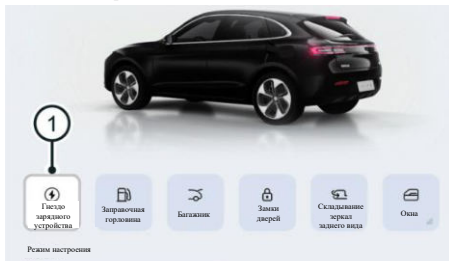 1
Гнездо
зарядного
устройства
Заправочная
горловина
Багажник
Замки
дверей
Складывание
зеркал
заднего вида
Окна
Режим настроения